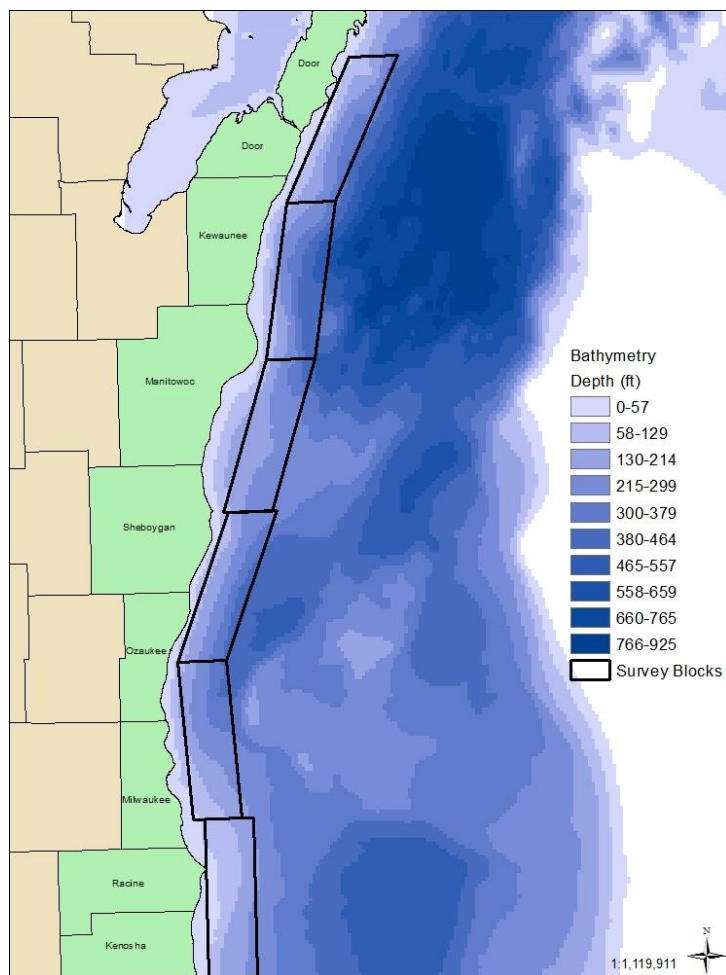 Door
Door
Kewaunee
Manitowoc
Sheboygan
Ozaukee
Milwaukee
Racine
Kenosha
Bathymetry
Depth (ft)
0-57
58-129
130-214
215-299
300-379
380-464
465-557
558-659
660-765
766-925
Survey Blocks
N
1:1,119,911